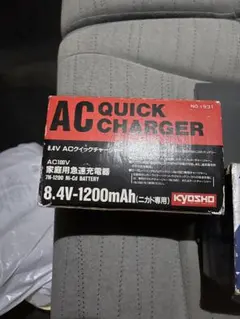 NO.1931
AC QUICK CHARGER
8.4V ACクイックチャージャー
AC100V
家庭用急速充電器
7N-1200 Ni-Cd BATTERY
8.4V-1200mAh(ニカド専用)
KYOSHO